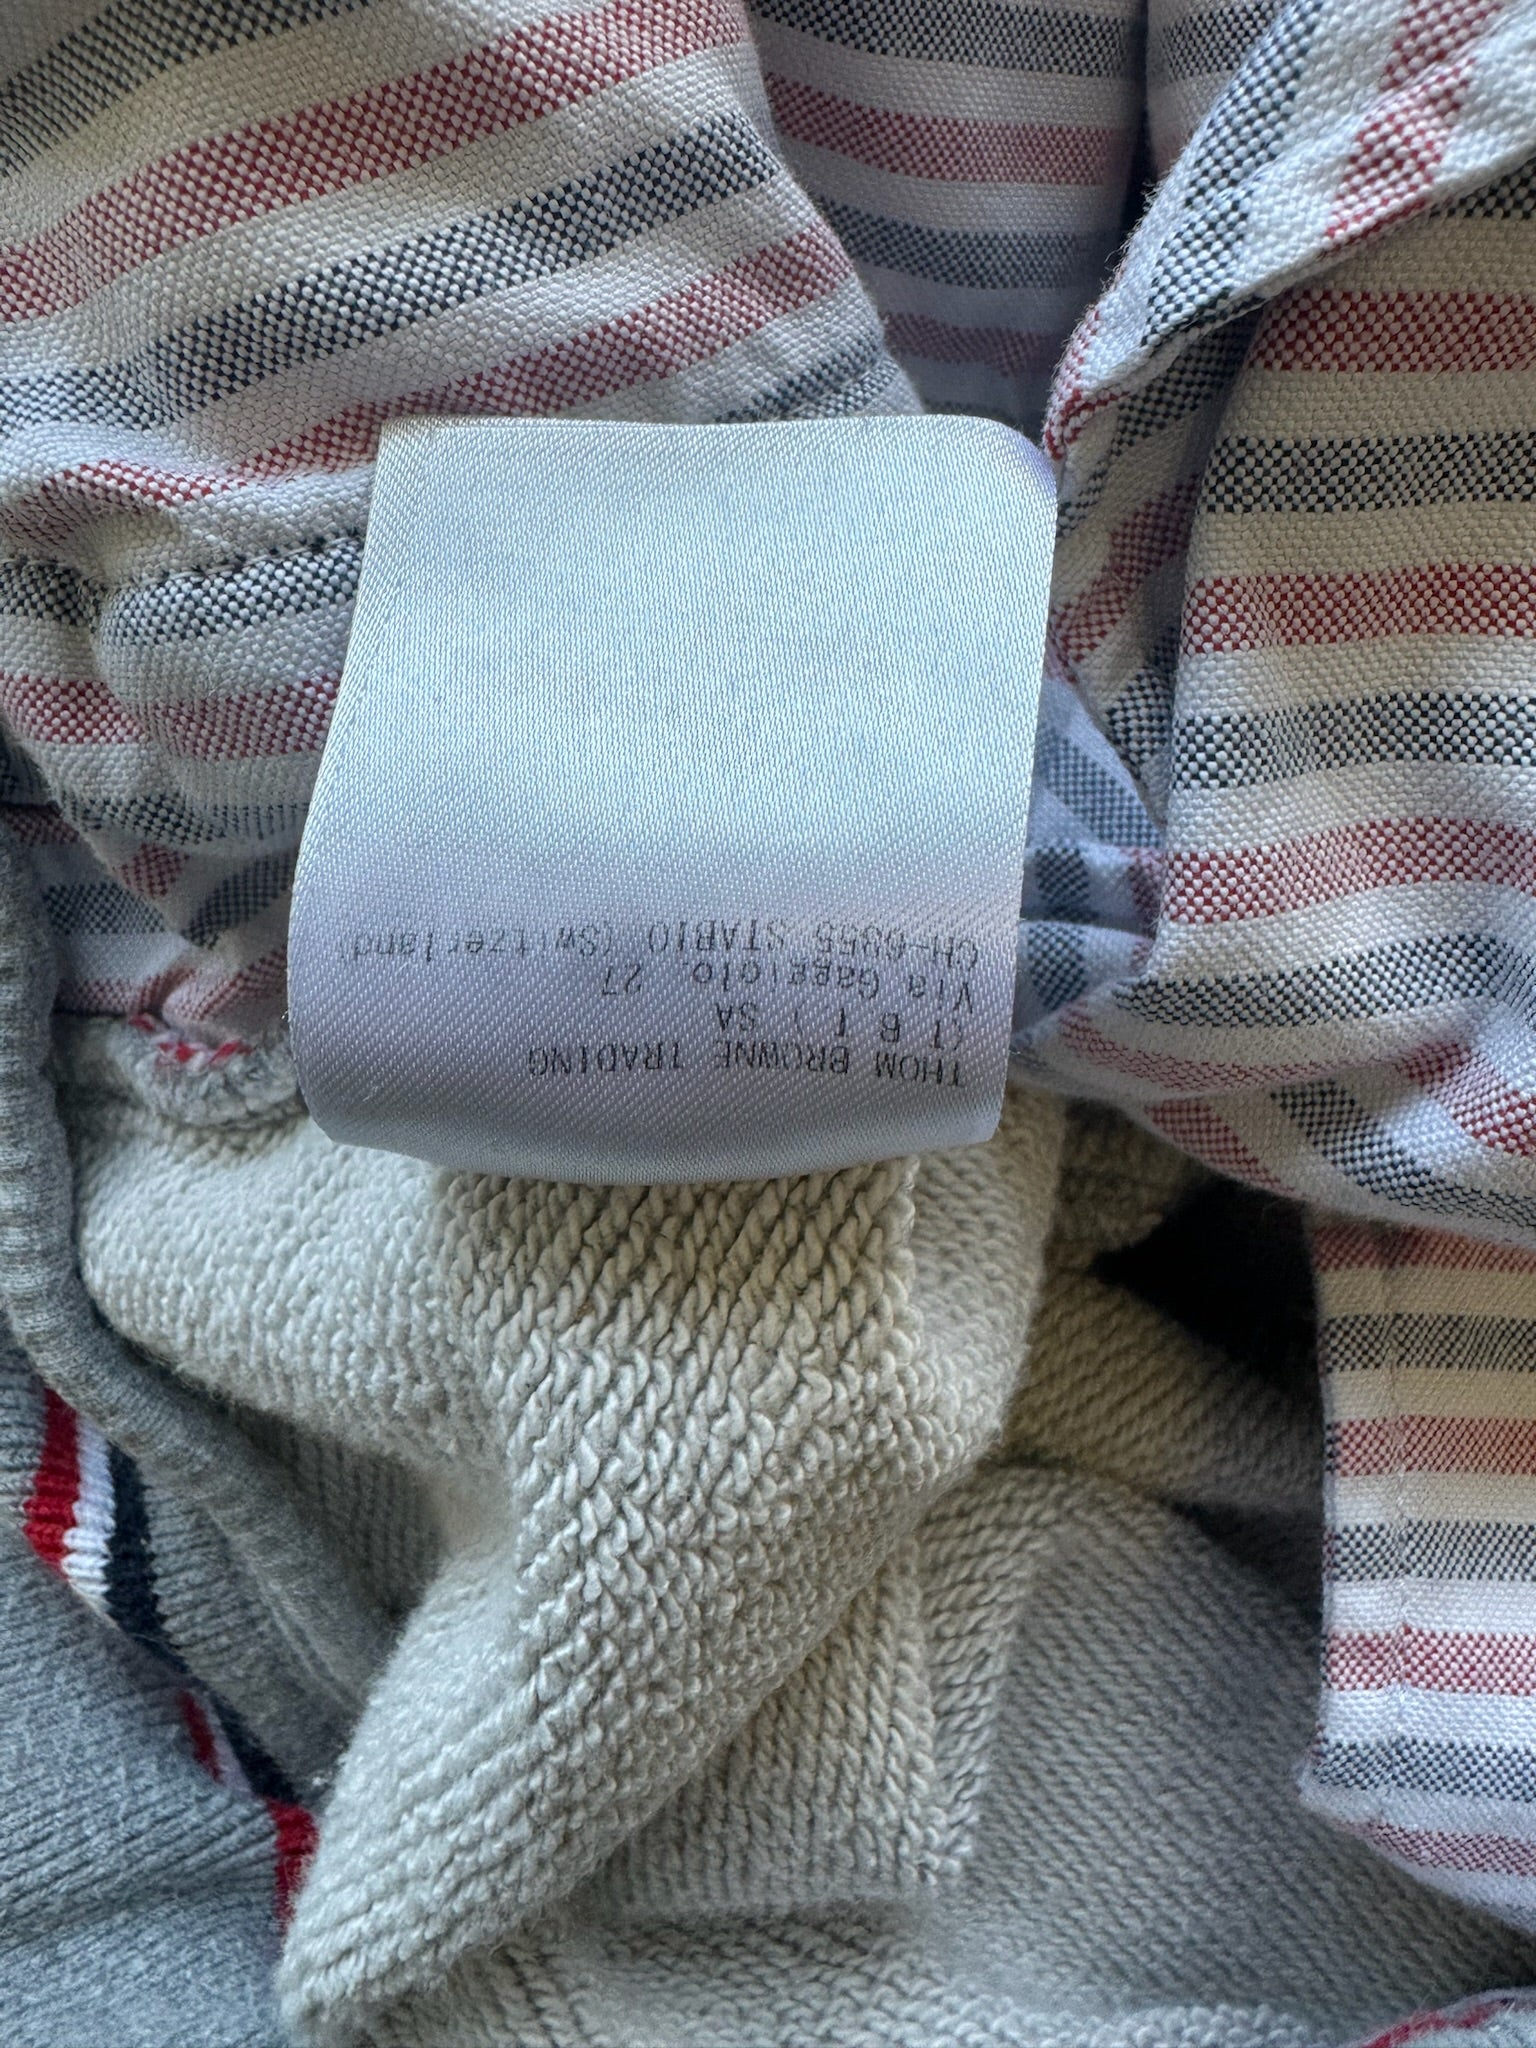 THOM BROWNE TRADING
(T B T ) SA
Via Gaggiolo, 27
CH-6855 STABIO (Switzerland)